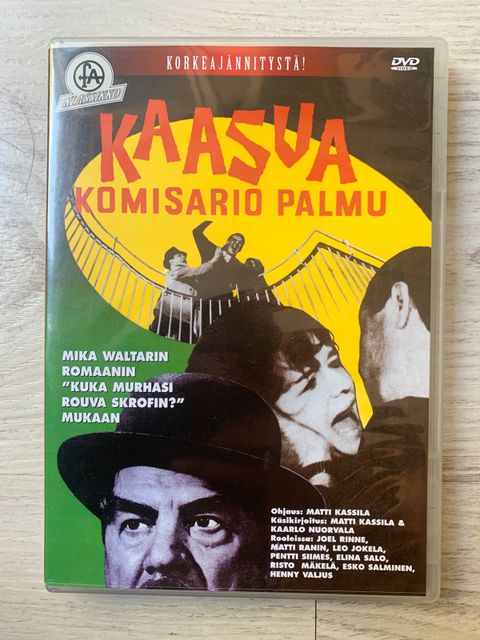 KORKEAJÄNNITYSTÄ!
DVD
VIDEO
FA
KLASSIKKO
KAASUA
KOMISARIO PALMU
MIKA WALTARIN
ROMAANIN
"KUKA MURHASI
ROUVA SKROFIN?"
MUKAAN
Ohjaus: MATTI KASSILA
Käsikirjoitus: MATTI KASSILA &
KAARLO NUORVALA
Rooleissa: JOEL RINNE,
MATTI RANIN, LEO JOKELA,
PENTTI SIIMES, ELINA SALO,
RISTO MÄKELÄ, ESKO SALMINEN,
HENNY VALJUS